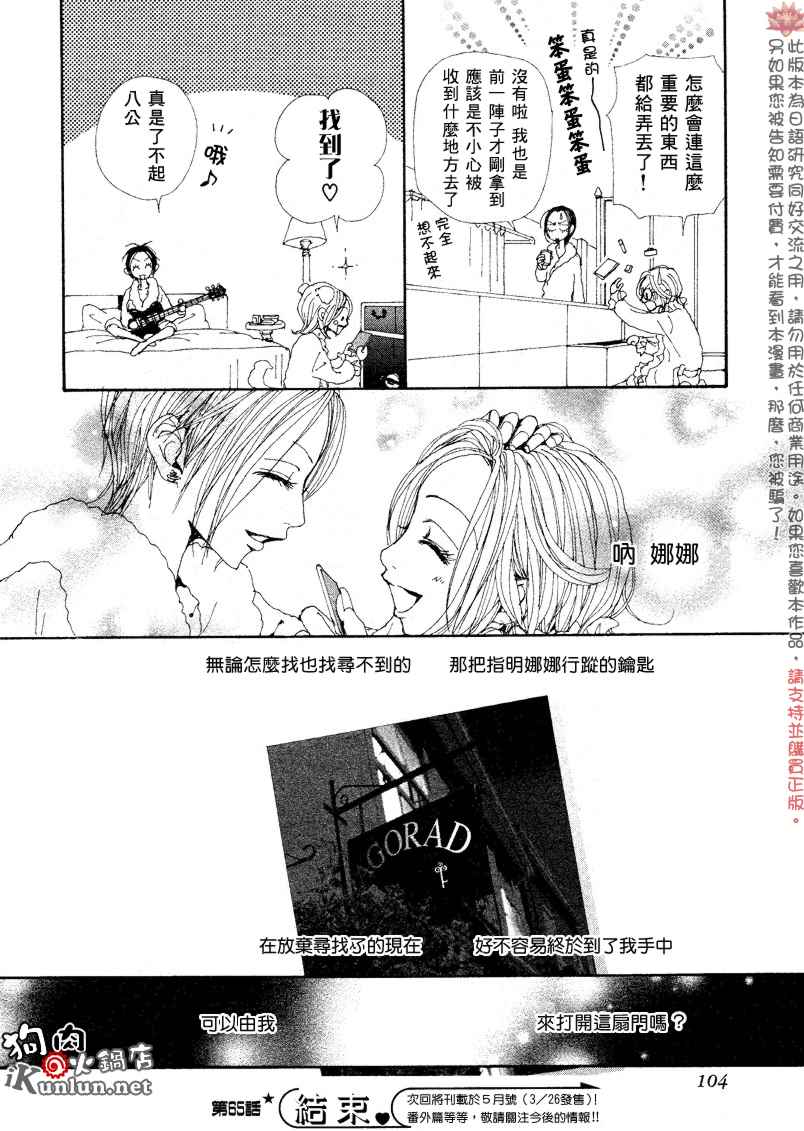 怎麼會連這麼
重要的東西
都給弄丟了！
真是的——
笨蛋笨蛋笨蛋
沒有啦 我也是
前一陣子才剛拿到
應該是不小心被
收到什麼地方去了
完全
想不起來
找到了♡
哦♪
真是了不起
八公
吶 娜娜
那把指明娜娜行蹤的鑰匙
無論怎麼找也找尋不到的
GORAD
在放棄尋找了的現在
好不容易終於到了我手中
可以由我
來打開這扇門嗎？
104
第65話★
結束♥
次回將刊載於5月號（3／26發售）！
番外篇等等，敬請關注今後的情報!!
狗肉火鍋店
iKunlun.net
此版本為日語研究同好交流之用，請勿用於任何商業用途。如果您喜歡本作品，請支持並購買正版。
另如果您被告知需要付費，才能看到本漫畫，那麼，您被騙了！